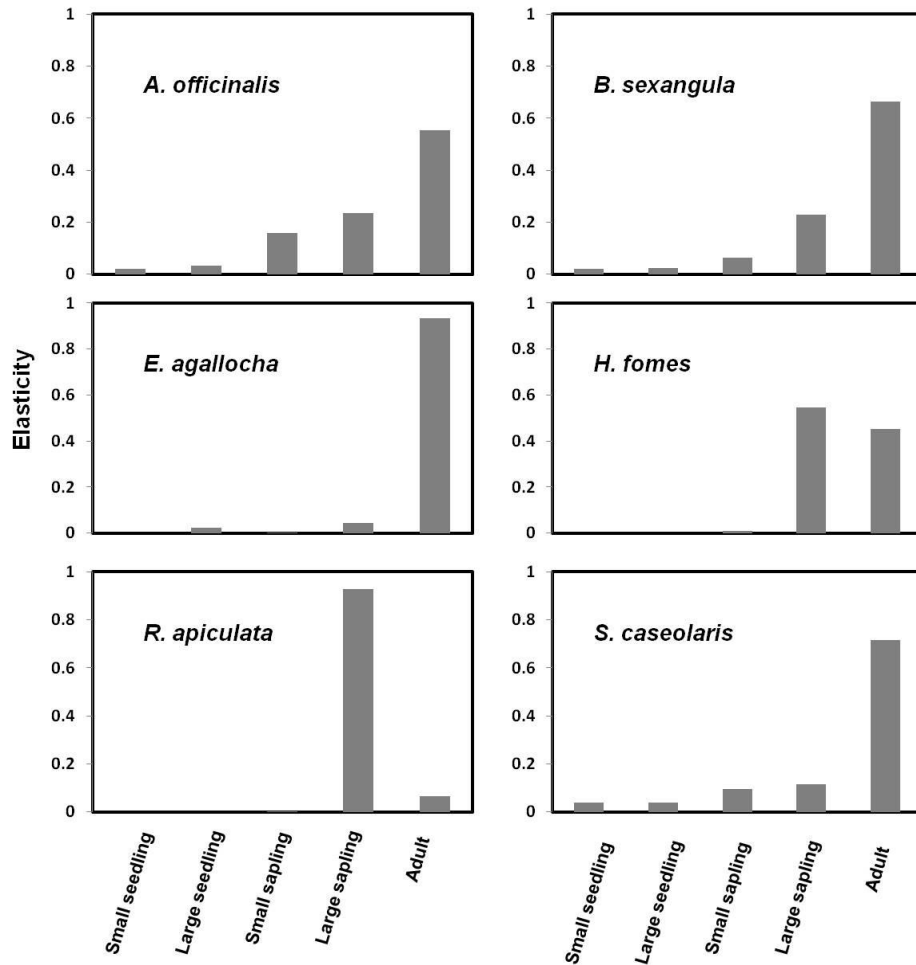 1
0.8
0.6
0.4
0.2
0
A. officinalis
1
0.8
0.6
0.4
0.2
0
B. sexangula
1
0.8
0.6
0.4
0.2
0
E. agallocha
1
0.8
0.6
0.4
0.2
0
H. fomes
Elasticity
1
0.8
0.6
0.4
0.2
0
R. apiculata
1
0.8
0.6
0.4
0.2
0
S. caseolaris
Small seedling
Large seedling
Small sapling
Large sapling
Adult
Small seedling
Large seedling
Small sapling
Large sapling
Adult